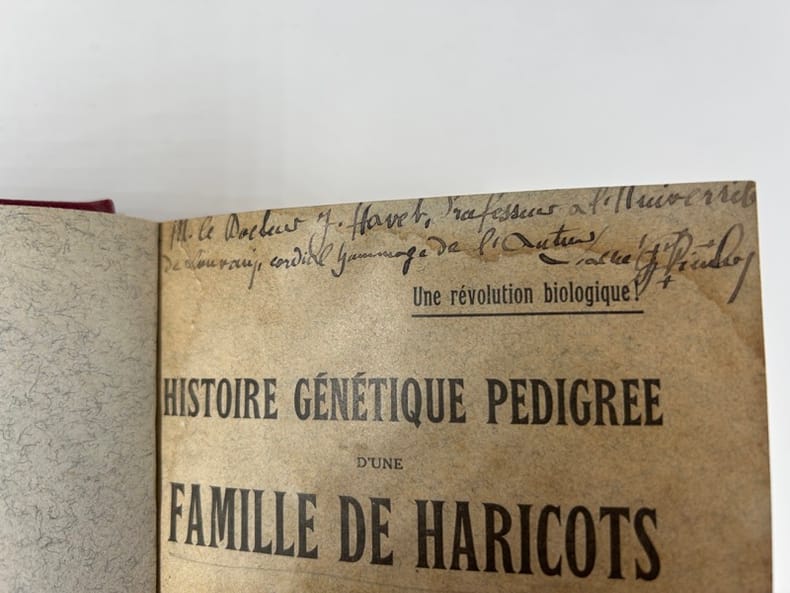 M. le Docteur J. Havet, Professeur à l'Université
de Louvain, cordial hommage de l'Auteur
Une révolution biologique!
HISTOIRE GÉNÉTIQUE PEDIGREE
D'UNE
FAMILLE DE HARICOTS